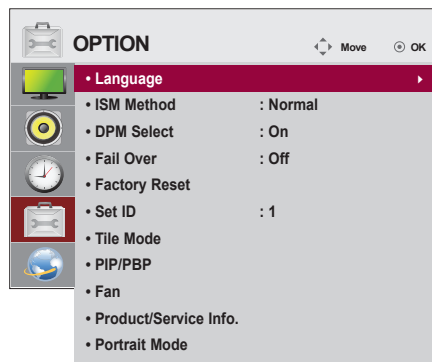 OPTION Move OK
• Language
• ISM Method : Normal
• DPM Select : On
• Fail Over : Off
• Factory Reset
• Set ID : 1
• Tile Mode
• PIP/PBP
• Fan
• Product/Service Info.
• Portrait Mode